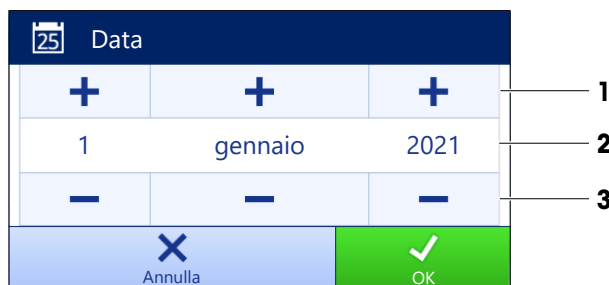 25 Data
+ + + 1
1 gennaio 2021 2
− − − 3
Annulla OK